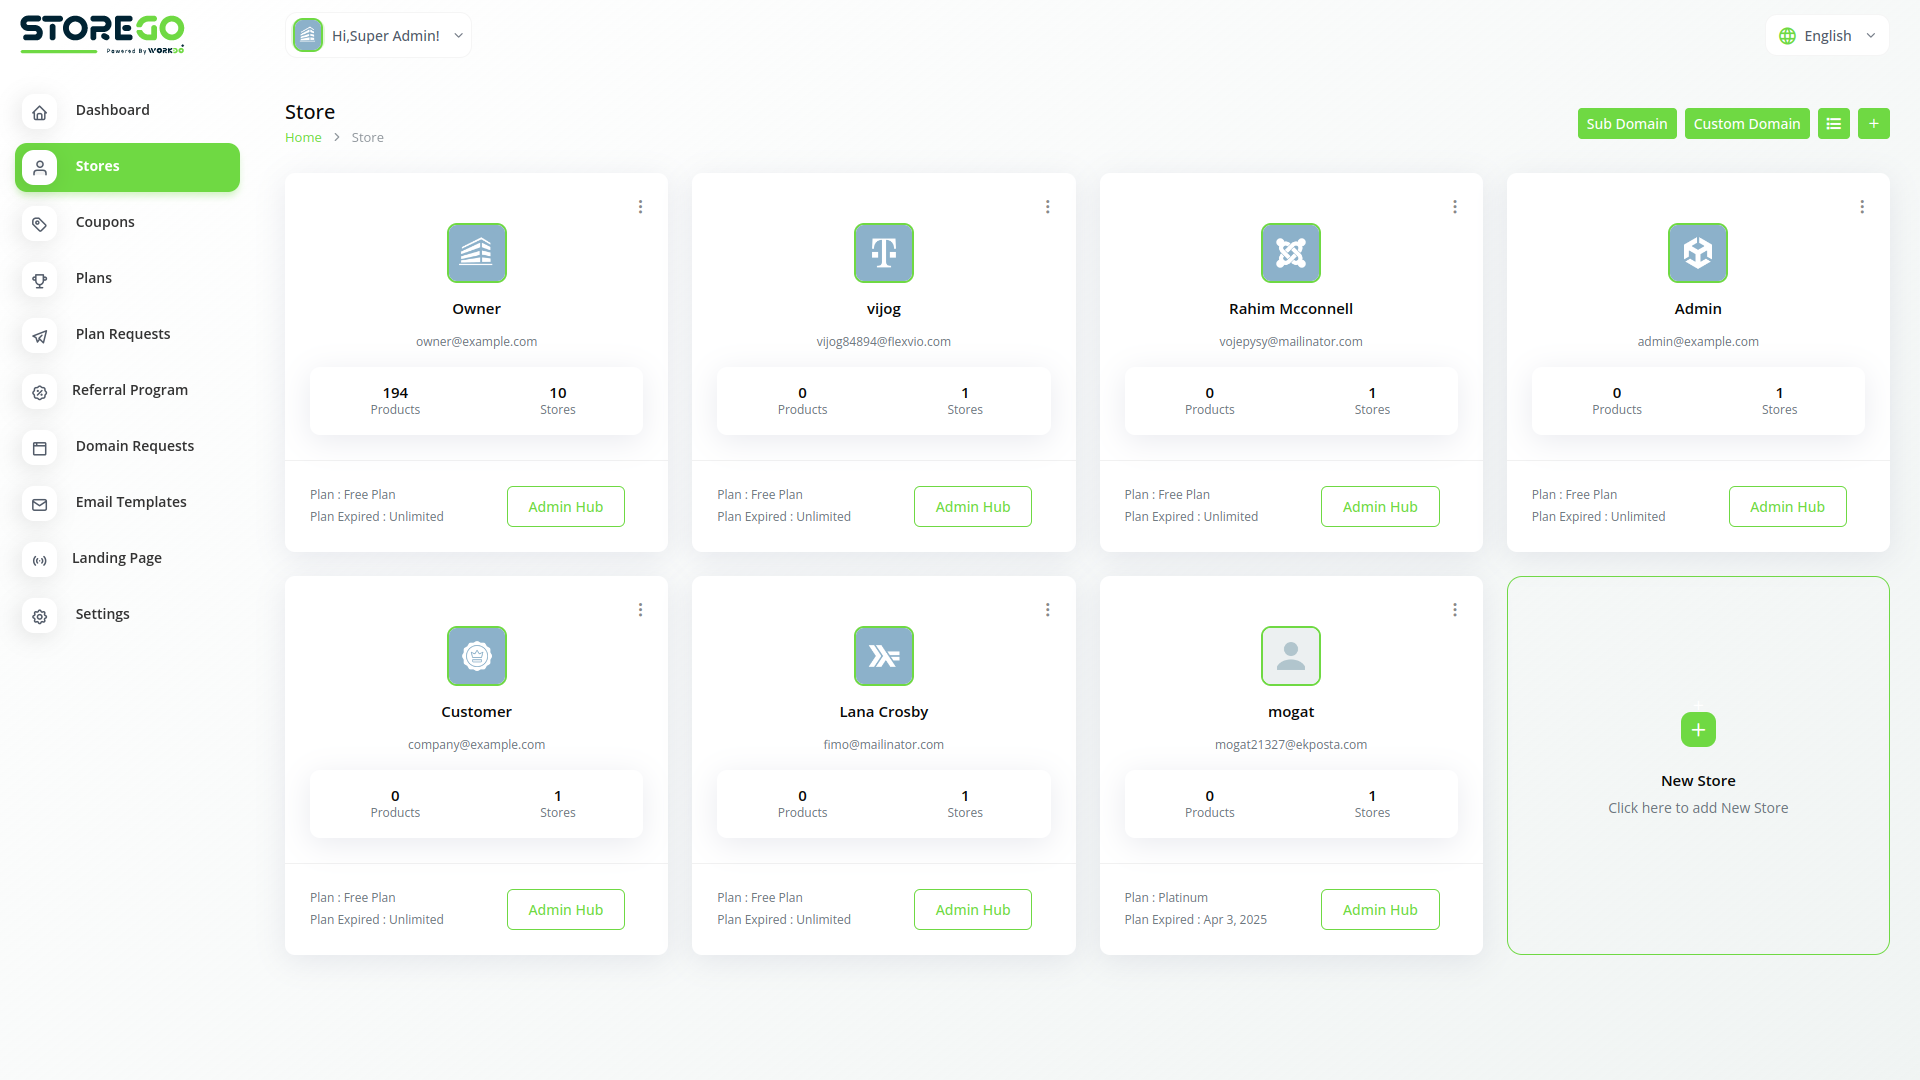 STOREGO
Powered By WORKDO
Hi,Super Admin!
English
Dashboard
Stores
Coupons
Plans
Plan Requests
Referral Program
Domain Requests
Email Templates
Landing Page
Settings
Store
Home > Store
Sub Domain
Custom Domain
Owner
owner@example.com
194 10
Products Stores
Plan : Free Plan
Plan Expired : Unlimited
Admin Hub
vijog
vijog84894@flexvio.com
0 1
Products Stores
Plan : Free Plan
Plan Expired : Unlimited
Admin Hub
Rahim Mcconnell
vojepysy@mailinator.com
0 1
Products Stores
Plan : Free Plan
Plan Expired : Unlimited
Admin Hub
Admin
admin@example.com
0 1
Products Stores
Plan : Free Plan
Plan Expired : Unlimited
Admin Hub
Customer
company@example.com
0 1
Products Stores
Plan : Free Plan
Plan Expired : Unlimited
Admin Hub
Lana Crosby
fimo@mailinator.com
0 1
Products Stores
Plan : Free Plan
Plan Expired : Unlimited
Admin Hub
mogat
mogat21327@ekposta.com
0 1
Products Stores
Plan : Platinum
Plan Expired : Apr 3, 2025
Admin Hub
New Store
Click here to add New Store